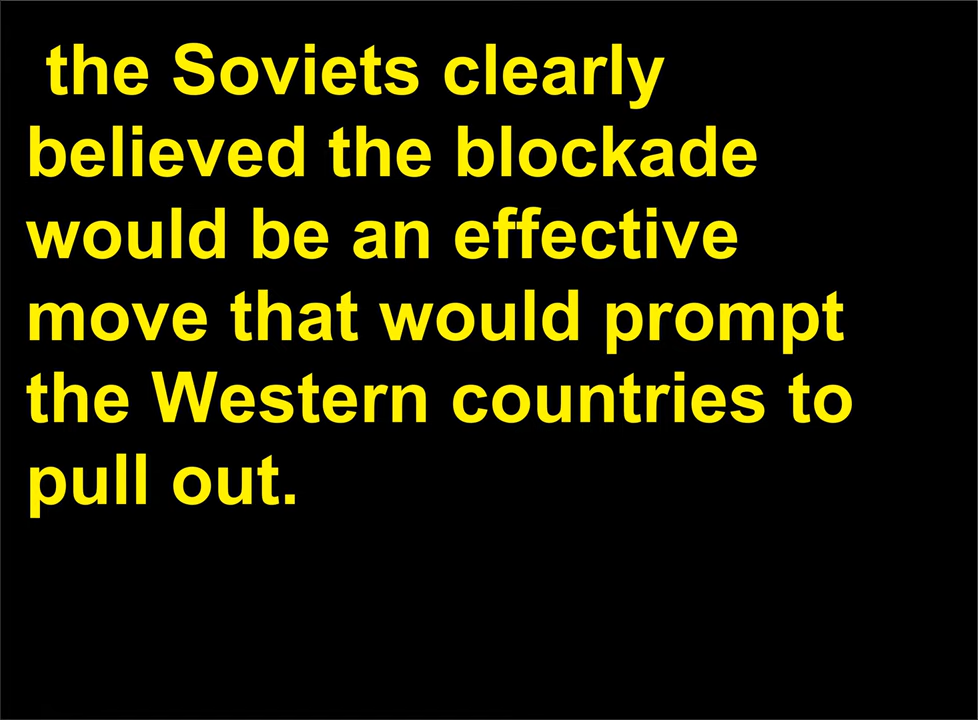 the Soviets clearly
believed the blockade
would be an effective
move that would prompt
the Western countries to
pull out.